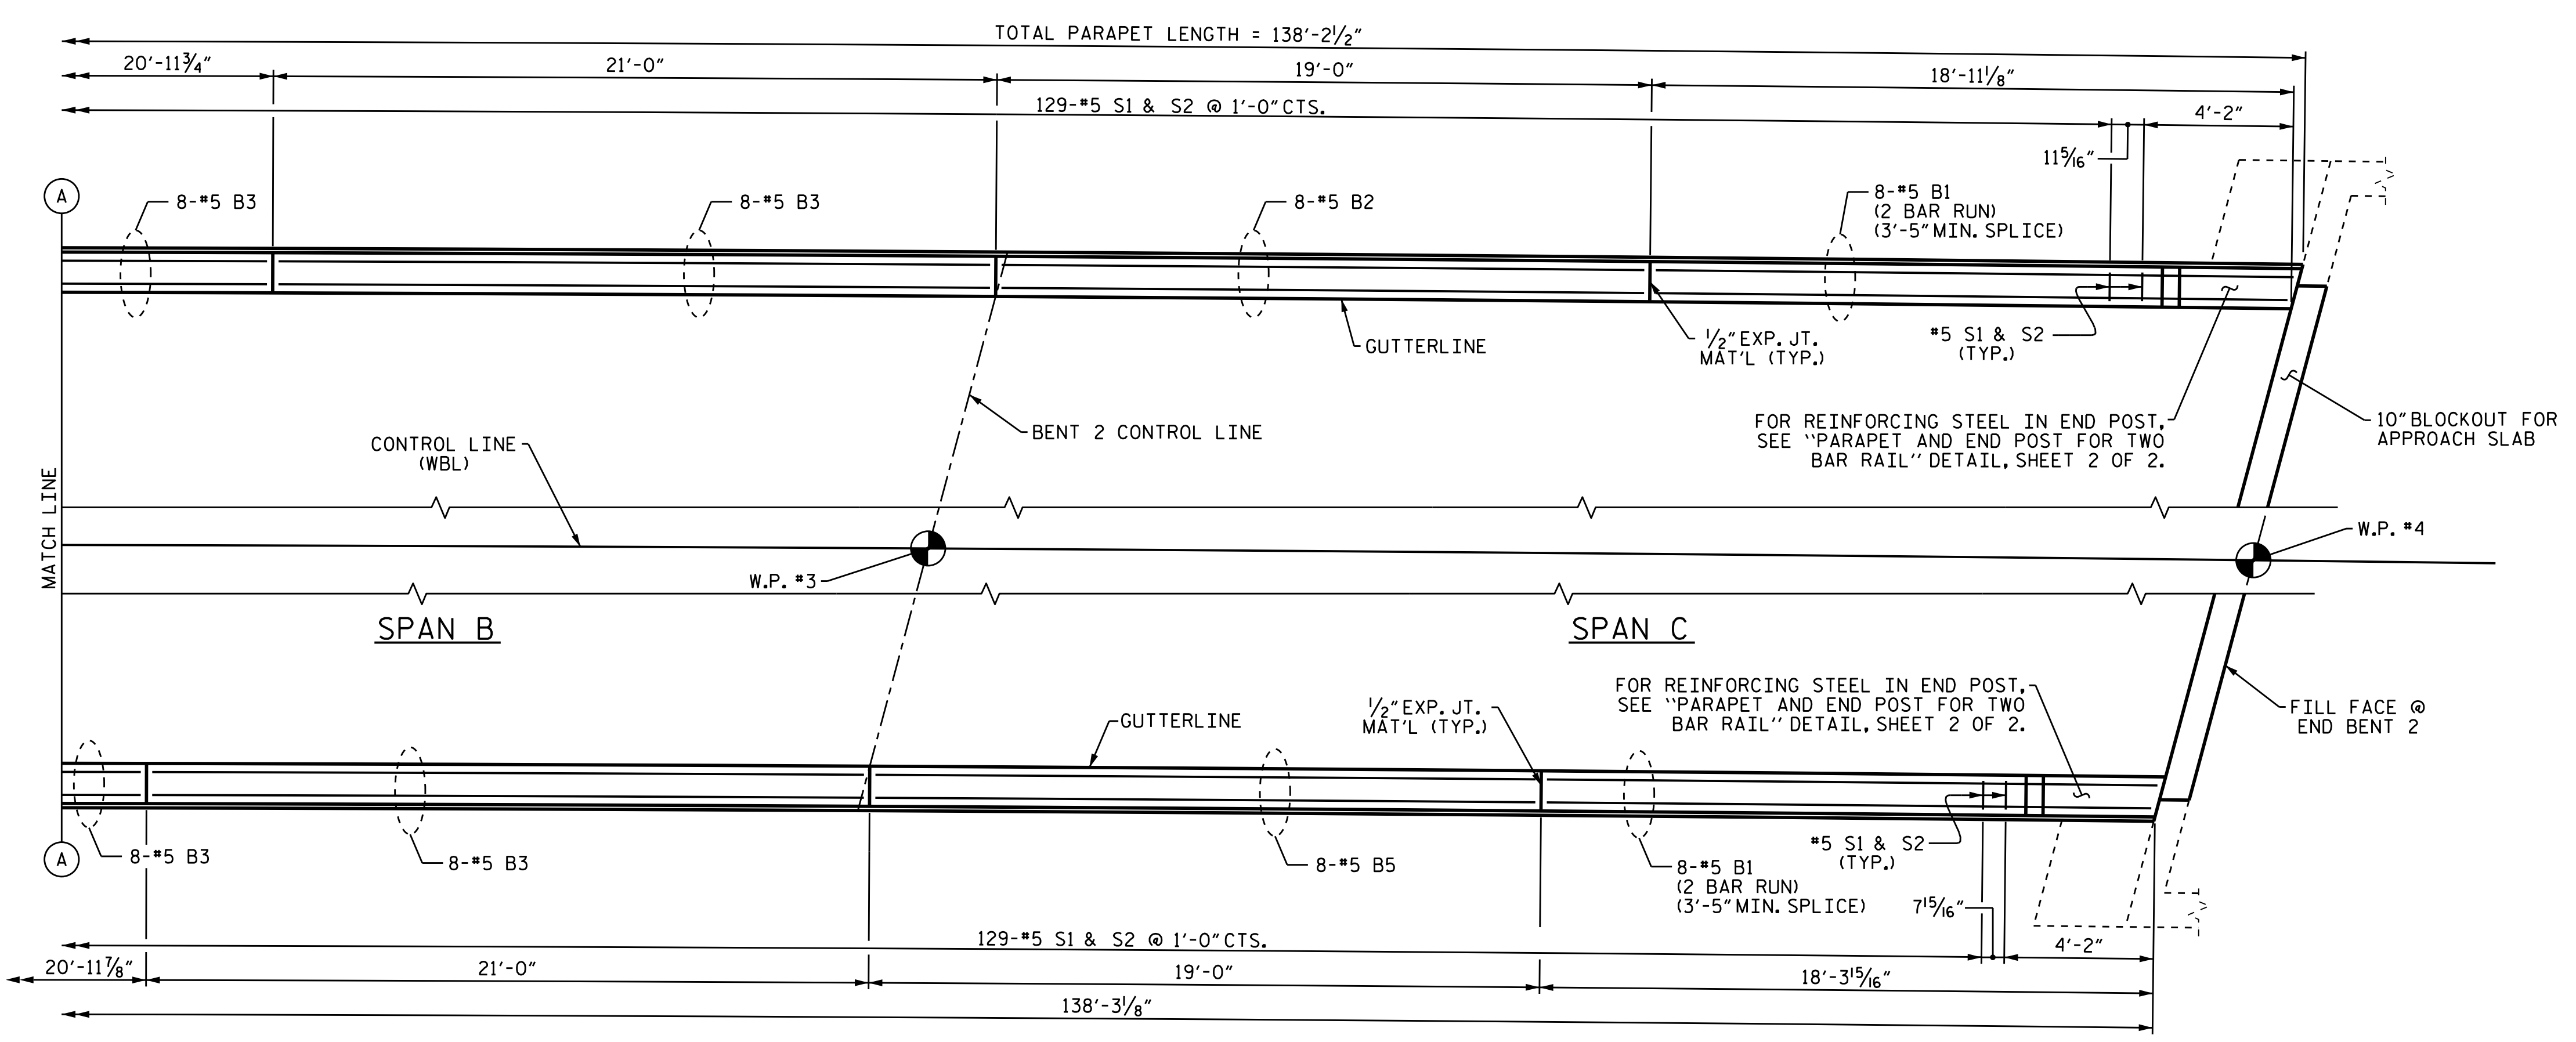 TOTAL PARAPET LENGTH = 138'-2½"
20'-11¾"
21'-0"
19'-0"
18'-11⅛"
129-#5 S1 & S2 @ 1'-0" CTS.
4'-2"
11 5/16"
A
8-#5 B3
8-#5 B3
8-#5 B2
8-#5 B1
(2 BAR RUN)
(3'-5" MIN. SPLICE)
GUTTERLINE
½" EXP. JT.
MAT'L (TYP.)
#5 S1 & S2
(TYP.)
BENT 2 CONTROL LINE
FOR REINFORCING STEEL IN END POST,
SEE "PARAPET AND END POST FOR TWO
BAR RAIL" DETAIL, SHEET 2 OF 2.
10" BLOCKOUT FOR
APPROACH SLAB
CONTROL LINE
(WBL)
MATCH LINE
W.P. #3
W.P. #4
SPAN B
SPAN C
FOR REINFORCING STEEL IN END POST,
SEE "PARAPET AND END POST FOR TWO
BAR RAIL" DETAIL, SHEET 2 OF 2.
½" EXP. JT.
MAT'L (TYP.)
GUTTERLINE
FILL FACE @
END BENT 2
A
8-#5 B3
8-#5 B3
8-#5 B5
8-#5 B1
(2 BAR RUN)
(3'-5" MIN. SPLICE)
#5 S1 & S2
(TYP.)
7 15/16"
129-#5 S1 & S2 @ 1'-0" CTS.
4'-2"
20'-11⅞"
21'-0"
19'-0"
18'-3 15/16"
138'-3⅛"